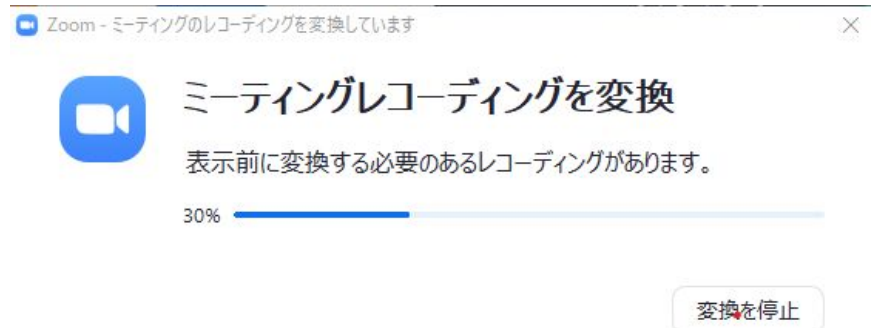 Zoom - ミーティングのレコーディングを変換しています
ミーティングレコーディングを変換
表示前に変換する必要のあるレコーディングがあります。
30%
変換を停止